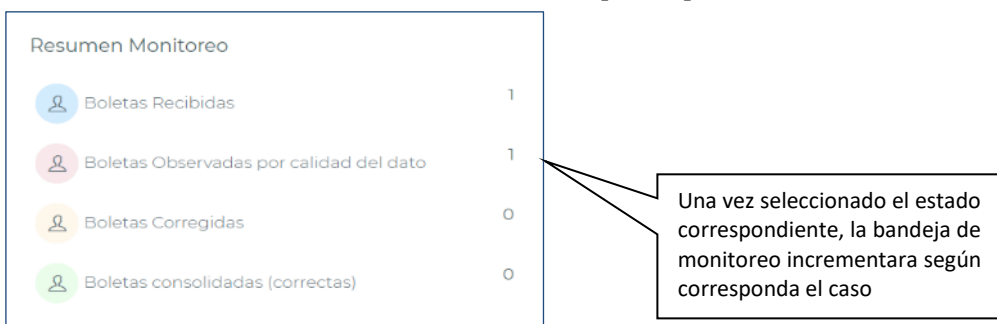 Resumen Monitoreo
Boletas Recibidas 1
Boletas Observadas por calidad del dato 1
Boletas Corregidas 0
Boletas consolidadas (correctas) 0
Una vez seleccionado el estado
correspondiente, la bandeja de
monitoreo incrementara según
corresponda el caso